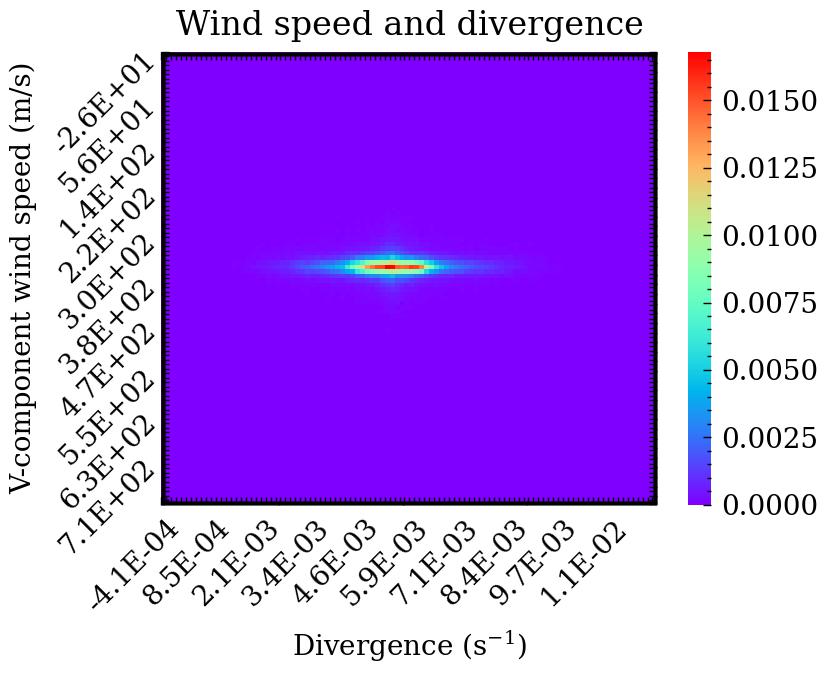 Wind speed and divergence
V-component wind speed (m/s)
-2.6E+01
5.6E+01
1.4E+02
2.2E+02
3.0E+02
3.8E+02
4.7E+02
5.5E+02
6.3E+02
7.1E+02
-4.1E-04
8.5E-04
2.1E-03
3.4E-03
4.6E-03
5.9E-03
7.1E-03
8.4E-03
9.7E-03
1.1E-02
Divergence (s⁻¹)
0.0150
0.0125
0.0100
0.0075
0.0050
0.0025
0.0000